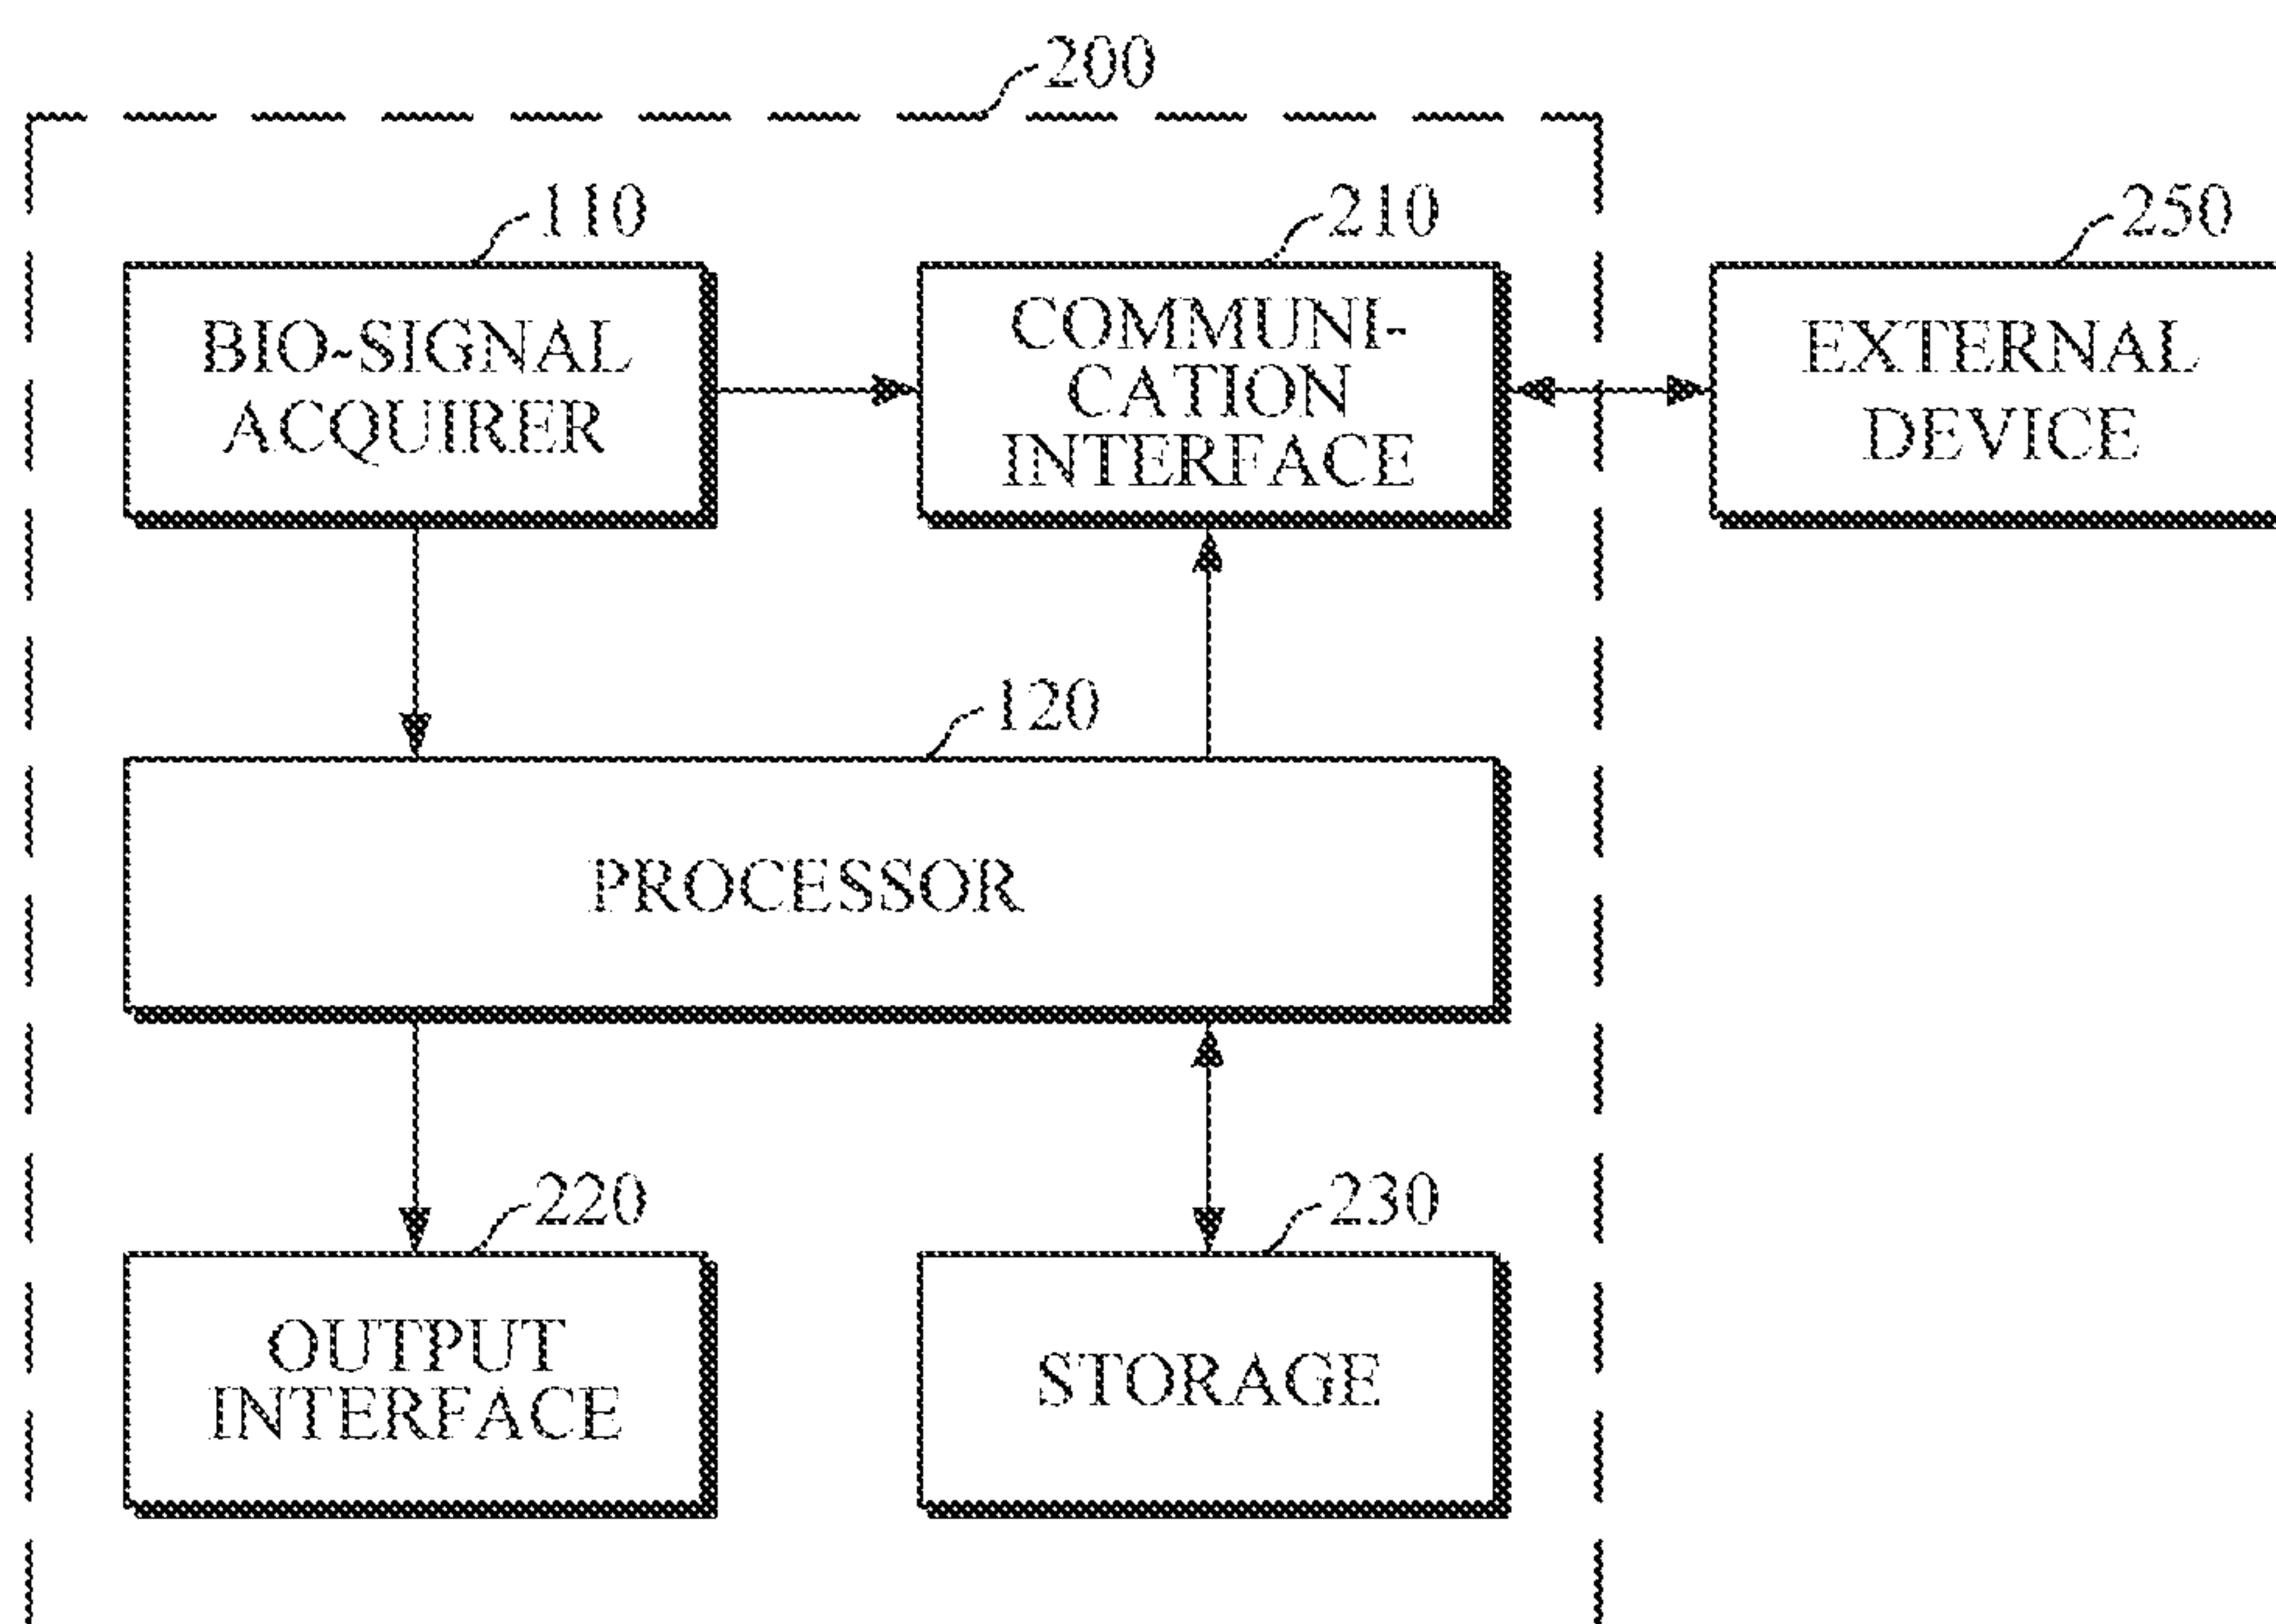 200
110
210
250
BIO-SIGNAL
ACQUIRER
COMMUNI-
CATION
INTERFACE
EXTERNAL
DEVICE
120
PROCESSOR
220
230
OUTPUT
INTERFACE
STORAGE